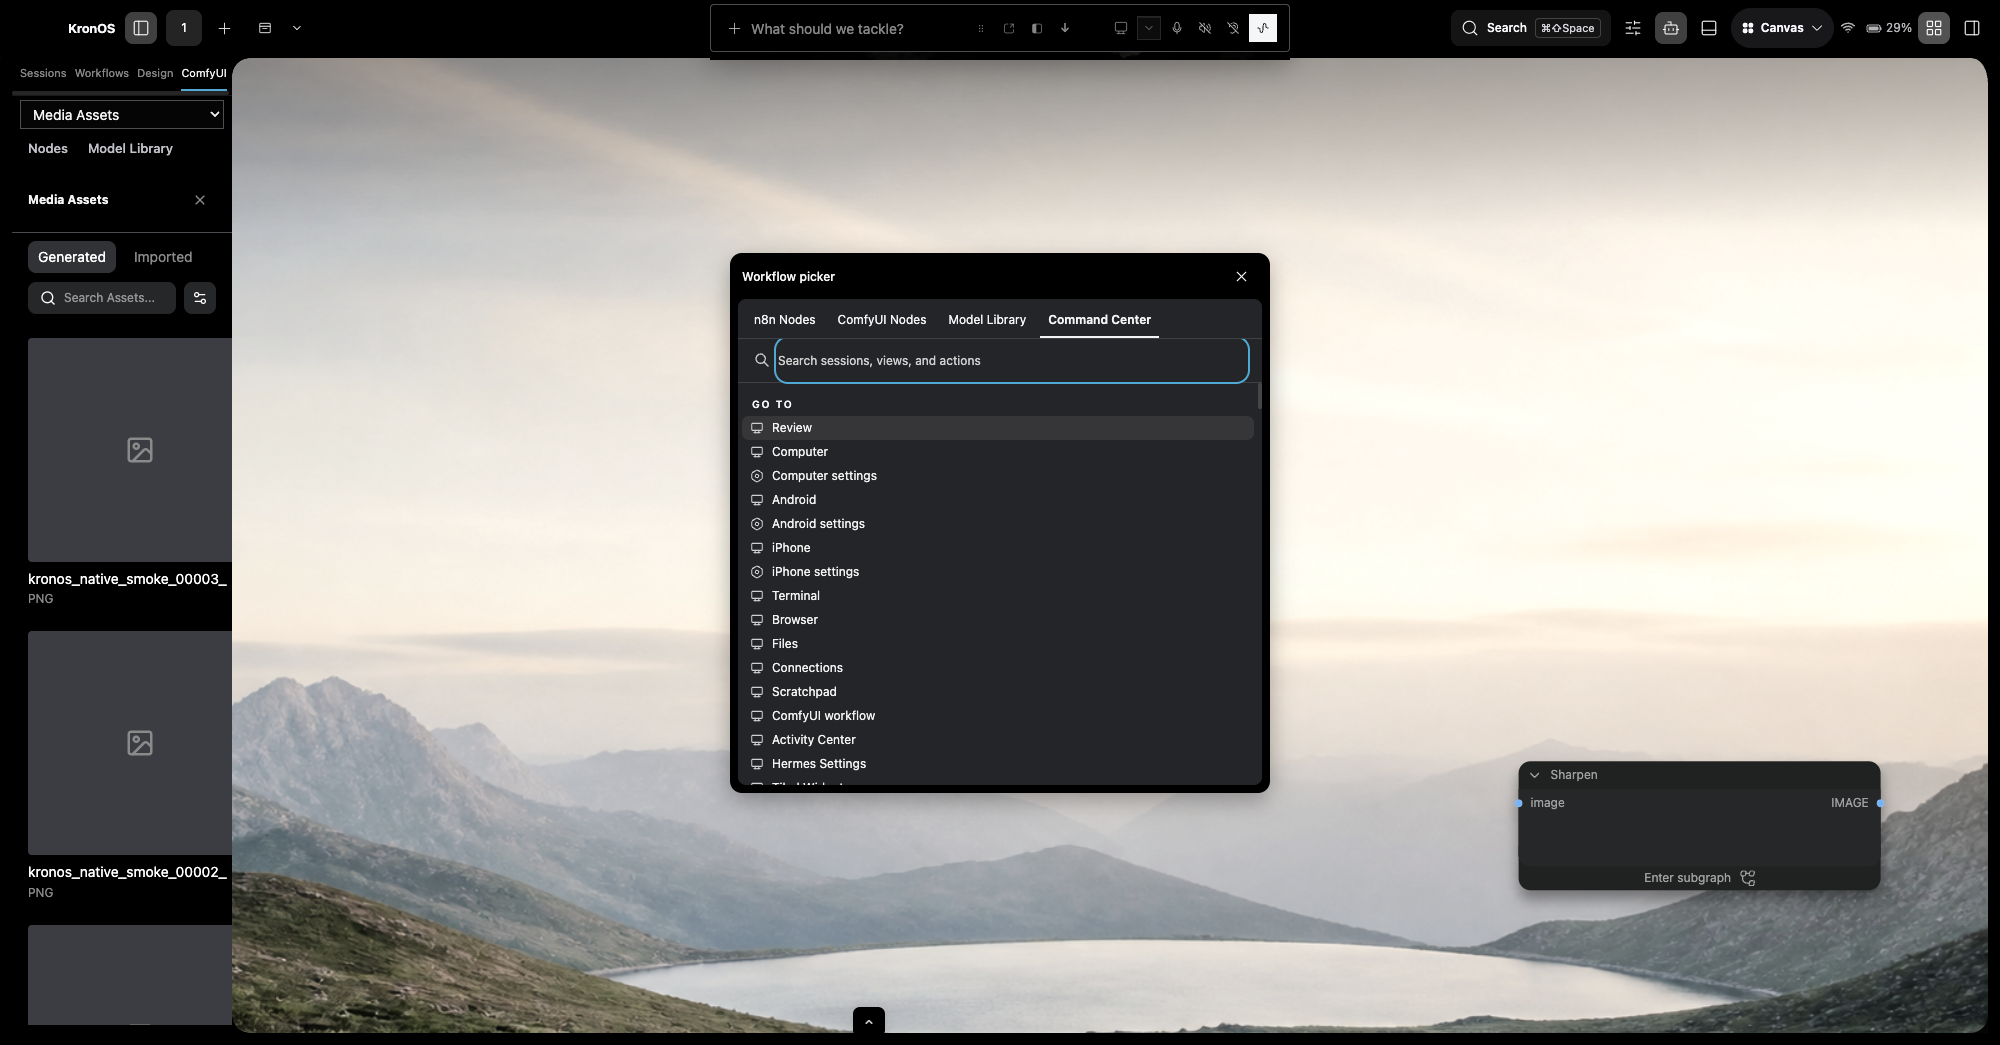 KronOS
1
What should we tackle?
Search
⌘⇧Space
Canvas
29%
Sessions Workflows Design ComfyUI
Media Assets
Nodes Model Library
Media Assets
Generated Imported
Search Assets...
kronos_native_smoke_00003_
PNG
kronos_native_smoke_00002_
PNG
Workflow picker
n8n Nodes ComfyUI Nodes Model Library Command Center
Search sessions, views, and actions
GO TO
Review
Computer
Computer settings
Android
Android settings
iPhone
iPhone settings
Terminal
Browser
Files
Connections
Scratchpad
ComfyUI workflow
Activity Center
Hermes Settings
Sharpen
image IMAGE
Enter subgraph